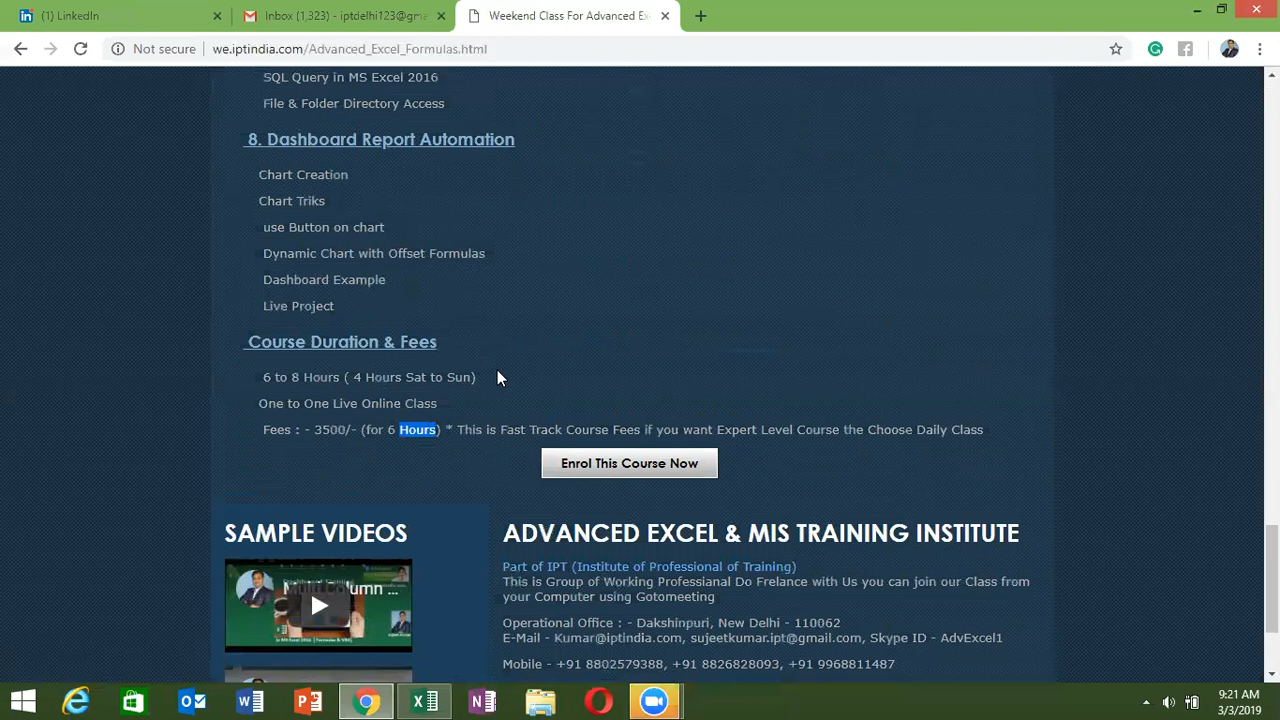 (1) LinkedIn
Inbox (1,323) - iptdelhi123@gm
Weekend Class For Advanced Ex
Not secure
we.iptindia.com/Advanced_Excel_Formulas.html
SQL Query in MS Excel 2016
File & Folder Directory Access
8. Dashboard Report Automation
Chart Creation
Chart Triks
use Button on chart
Dynamic Chart with Offset Formulas
Dashboard Example
Live Project
Course Duration & Fees
6 to 8 Hours ( 4 Hours Sat to Sun)
One to One Live Online Class
Fees : - 3500/- (for 6 Hours) * This is Fast Track Course Fees if you want Expert Level Course the Choose Daily Class
Enrol This Course Now
SAMPLE VIDEOS
Multi Column ...
ADVANCED EXCEL & MIS TRAINING INSTITUTE
Part of IPT (Institute of Professional of Training)
This is Group of Working Professianal Do Frelance with Us you can join our Class from
your Computer using Gotomeeting
Operational Office : - Dakshinpuri, New Delhi - 110062
E-Mail - Kumar@iptindia.com, sujeetkumar.ipt@gmail.com, Skype ID - AdvExcel1
Mobile - +91 8802579388, +91 8826828093, +91 9968811487
9:21 AM
3/3/2019